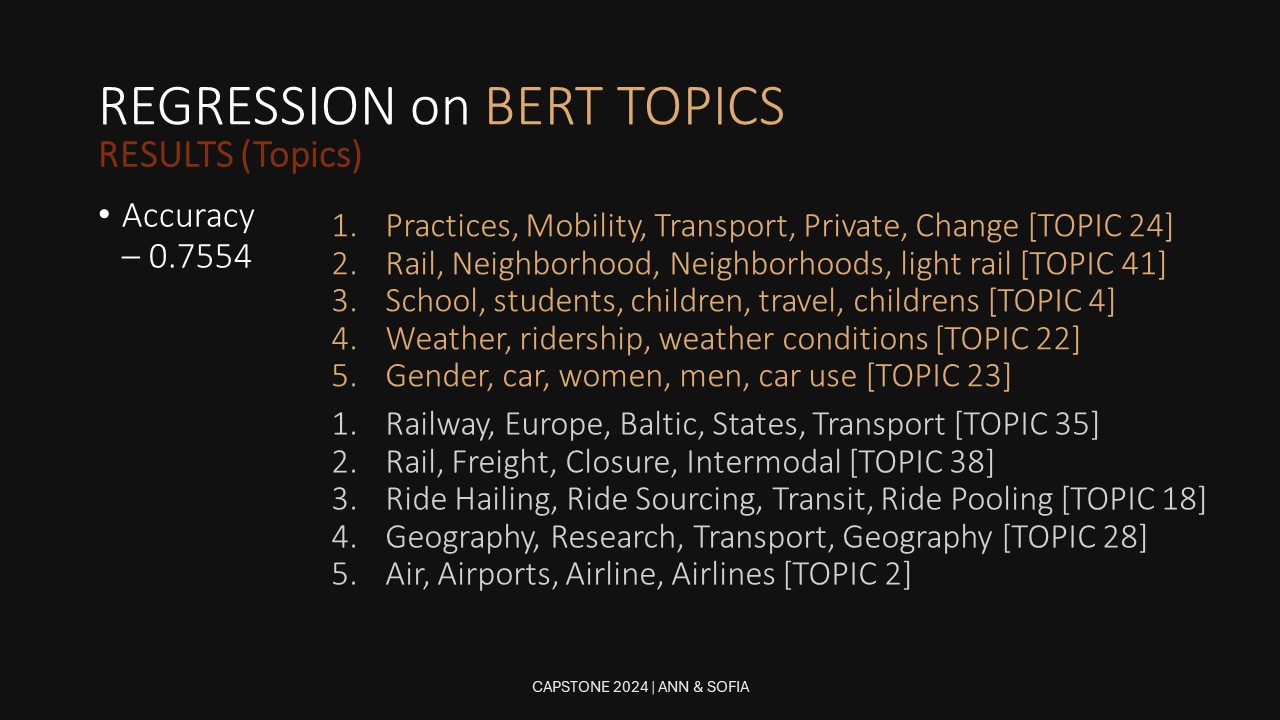 REGRESSION on BERT TOPICS
RESULTS (Topics)
• Accuracy
– 0.7554
1. Practices, Mobility, Transport, Private, Change [TOPIC 24]
2. Rail, Neighborhood, Neighborhoods, light rail [TOPIC 41]
3. School, students, children, travel, childrens [TOPIC 4]
4. Weather, ridership, weather conditions [TOPIC 22]
5. Gender, car, women, men, car use [TOPIC 23]
1. Railway, Europe, Baltic, States, Transport [TOPIC 35]
2. Rail, Freight, Closure, Intermodal [TOPIC 38]
3. Ride Hailing, Ride Sourcing, Transit, Ride Pooling [TOPIC 18]
4. Geography, Research, Transport, Geography [TOPIC 28]
5. Air, Airports, Airline, Airlines [TOPIC 2]
CAPSTONE 2024 | ANN & SOFIA